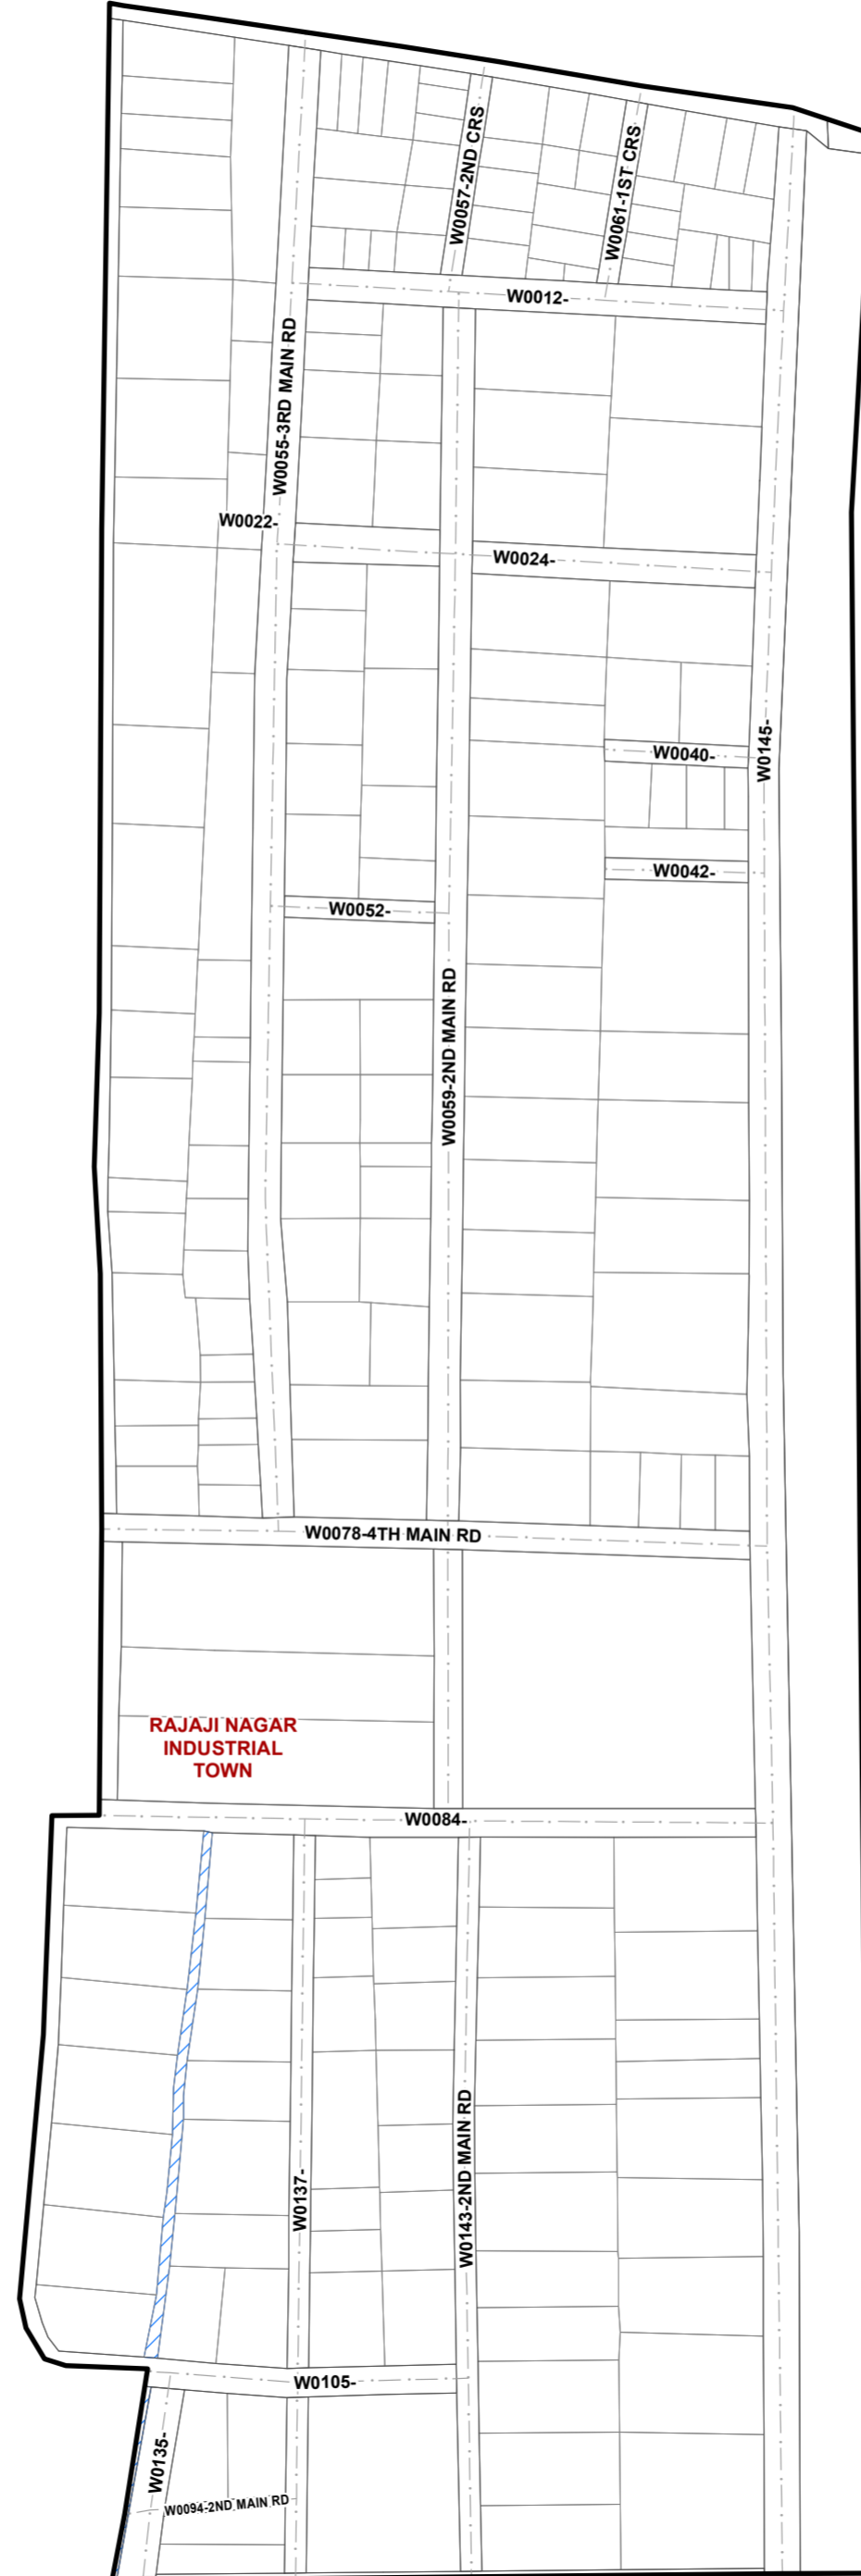 W0057-2ND CRS
W0061-1ST CRS
W0012-
W0055-3RD MAIN RD
W0022-
W0024-
W0145-
W0040-
W0042-
W0052-
W0059-2ND MAIN RD
W0078-4TH MAIN RD
RAJAJI NAGAR
INDUSTRIAL
TOWN
W0084-
W0137-
W0143-2ND MAIN RD
W0105-
W0135-
W0094-2ND MAIN RD